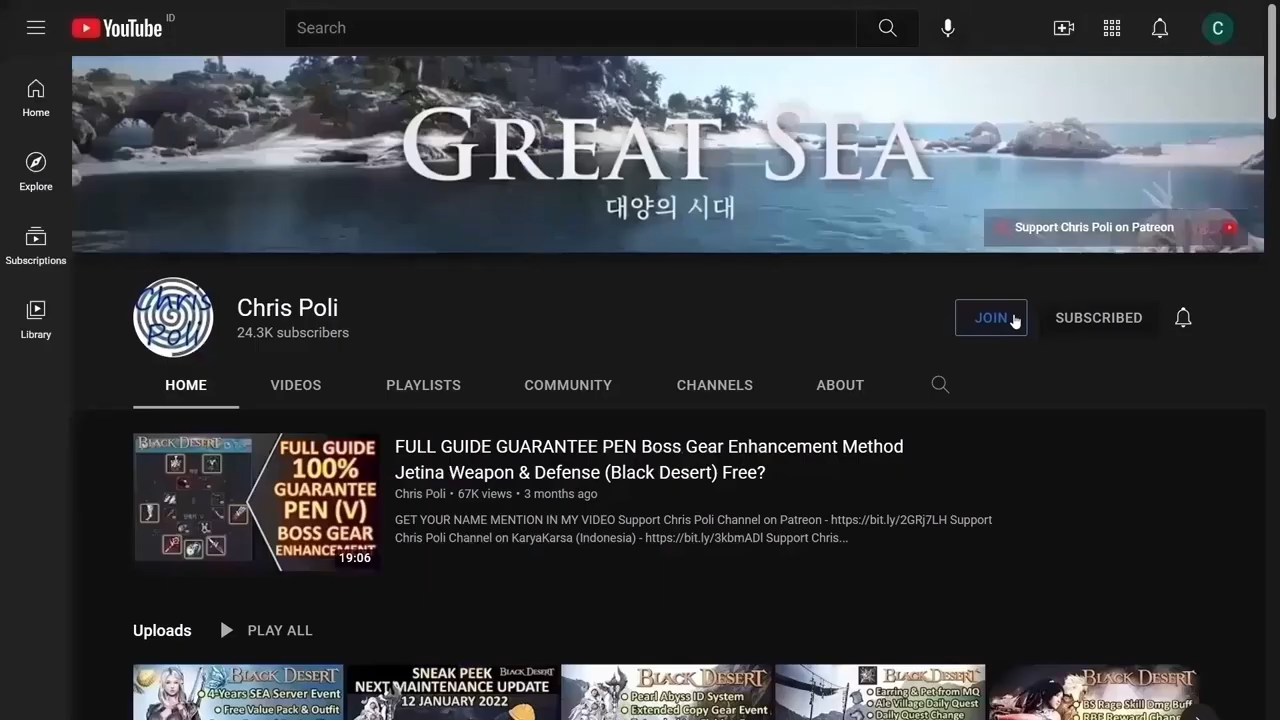 YouTube ID
Search
C
Home
Explore
Subscriptions
Library
GREAT SEA
대양의 시대
Support Chris Poli on Patreon
Chris Poli
Chris Poli
24.3K subscribers
JOIN
SUBSCRIBED
HOME
VIDEOS
PLAYLISTS
COMMUNITY
CHANNELS
ABOUT
BLACK DESERT
FULL GUIDE
100%
GUARANTEE
PEN (V)
BOSS GEAR
ENHANCEMENT
19:06
FULL GUIDE GUARANTEE PEN Boss Gear Enhancement Method
Jetina Weapon & Defense (Black Desert) Free?
Chris Poli • 67K views • 3 months ago
GET YOUR NAME MENTION IN MY VIDEO Support Chris Poli Channel on Patreon - https://bit.ly/2GRj7LH Support
Chris Poli Channel on KaryaKarsa (Indonesia) - https://bit.ly/3kbmADl Support Chris...
Uploads
PLAY ALL
BLACK DESERT
• 4-Years SEA Server Event
• Free Value Pack & Outfit
SNEAK PEEK
BLACK DESERT
NEXT MAINTENANCE UPDATE
12 JANUARY 2022
BLACK DESERT
• Pearl Abyss ID System
• Extended Copy Gear Event
BLACK DESERT
• Earring & Pet from MQ
Ale Village Daily Quest
Daily Quest Change
BLACK DESERT
BS Rage Skill Dmg Buff